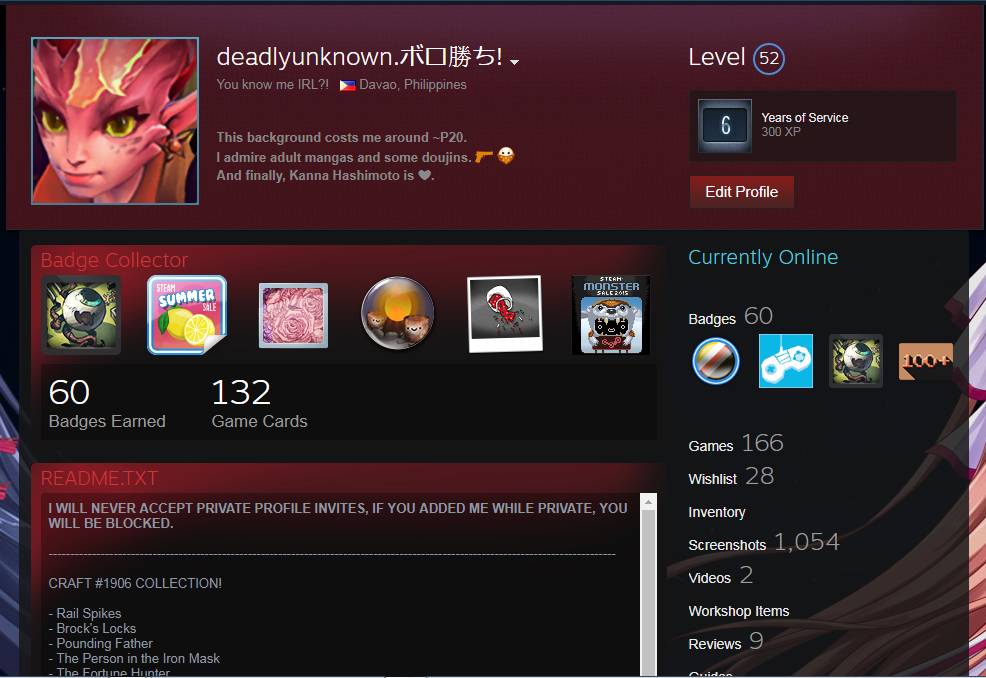 deadlyunknown.ボロ勝ち!
You know me IRL?! Davao, Philippines
This background costs me around ~P20.
I admire adult mangas and some doujins.
And finally, Kanna Hashimoto is ♥.
Level 52
6
Years of Service
300 XP
Edit Profile
Badge Collector
STEAM
SUMMER
SALE
STEAM
MONSTER
SALE 2015
60
Badges Earned
132
Game Cards
README.TXT
I WILL NEVER ACCEPT PRIVATE PROFILE INVITES, IF YOU ADDED ME WHILE PRIVATE, YOU
WILL BE BLOCKED.
CRAFT #1906 COLLECTION!
- Rail Spikes
- Brock's Locks
- Pounding Father
- The Person in the Iron Mask
- The Fortune Hunter
Currently Online
Badges 60
100+
Games 166
Wishlist 28
Inventory
Screenshots 1,054
Videos 2
Workshop Items
Reviews 9
Guides